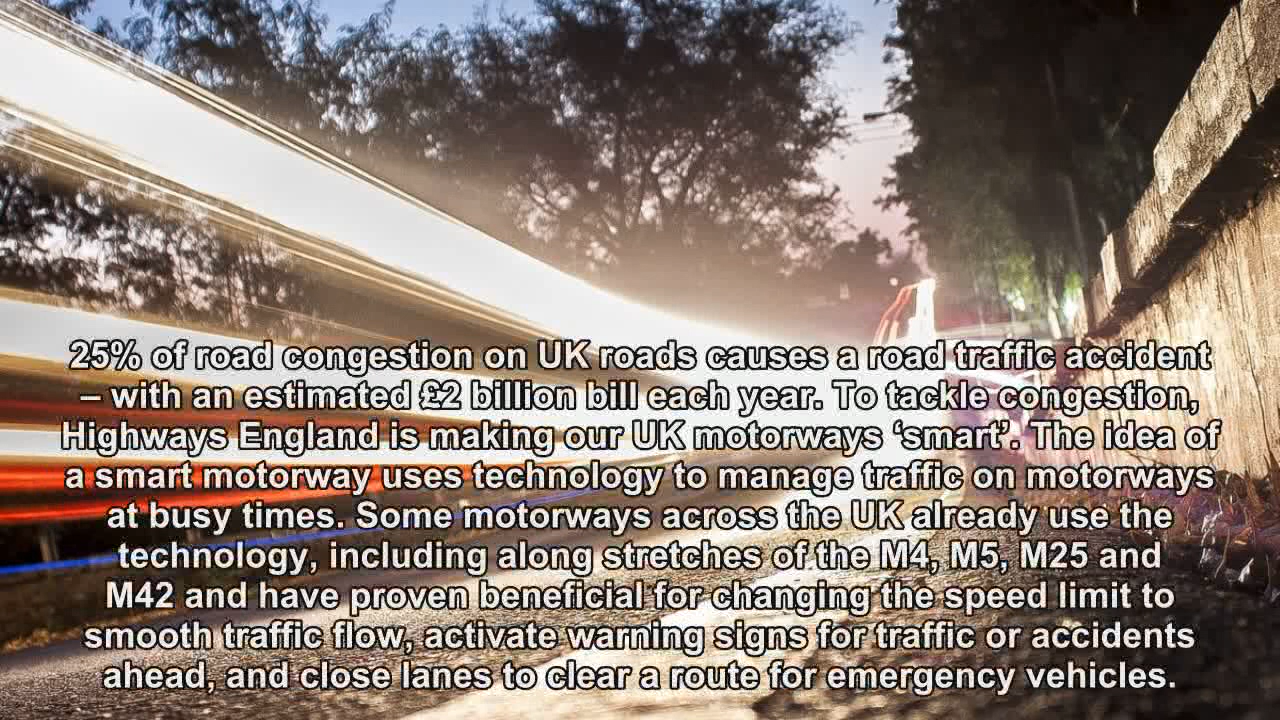 25% of road congestion on UK roads causes a road traffic accident
– with an estimated £2 billion bill each year. To tackle congestion,
Highways England is making our UK motorways ‘smart’. The idea of
a smart motorway uses technology to manage traffic on motorways
at busy times. Some motorways across the UK already use the
technology, including along stretches of the M4, M5, M25 and
M42 and have proven beneficial for changing the speed limit to
smooth traffic flow, activate warning signs for traffic or accidents
ahead, and close lanes to clear a route for emergency vehicles.